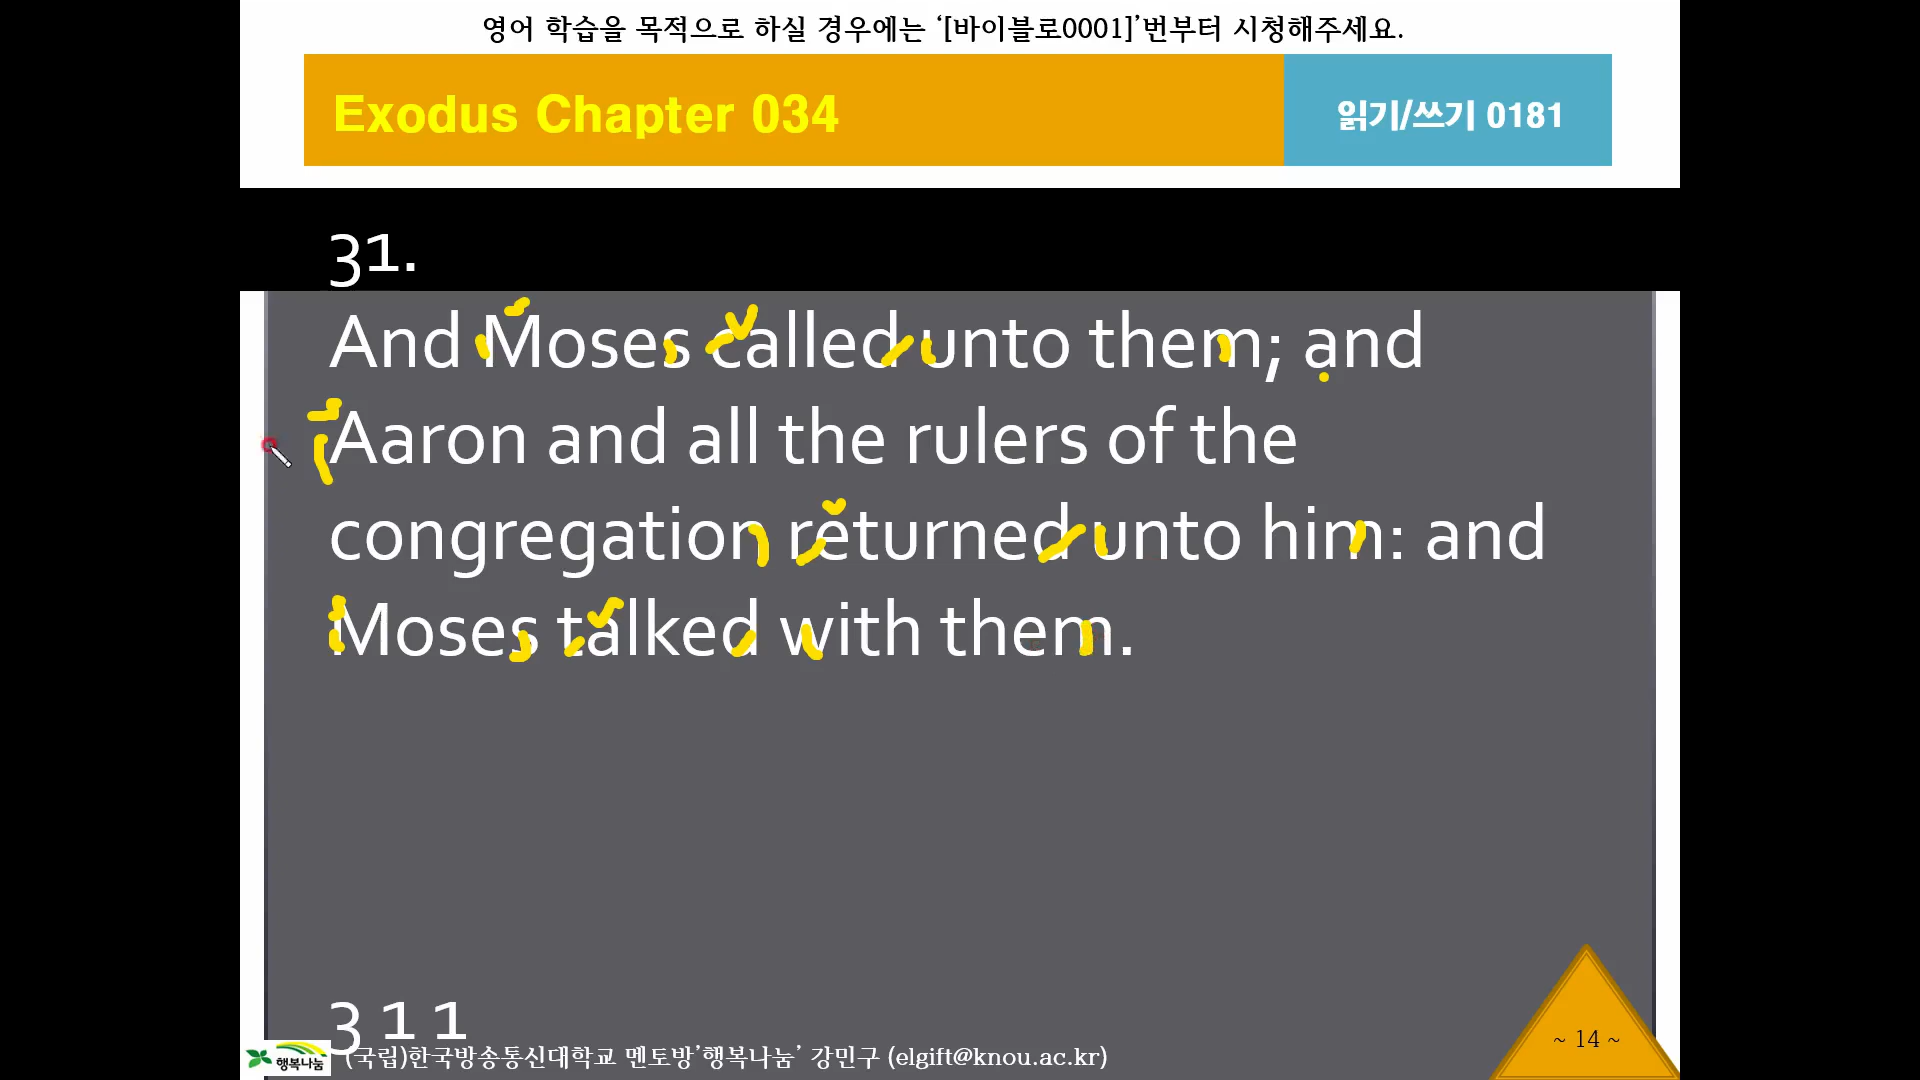 영어 학습을 목적으로 하실 경우에는 ‘[바이블로0001]’번부터 시청해주세요.
Exodus Chapter 034
읽기/쓰기 0181
31.
And Moses called unto them; and
Aaron and all the rulers of the
congregation returned unto him: and
Moses talked with them.
3 1 1
행복나눔
(국립)한국방송통신대학교 멘토방’행복나눔’ 강민구 (elgift@knou.ac.kr)
~ 14 ~